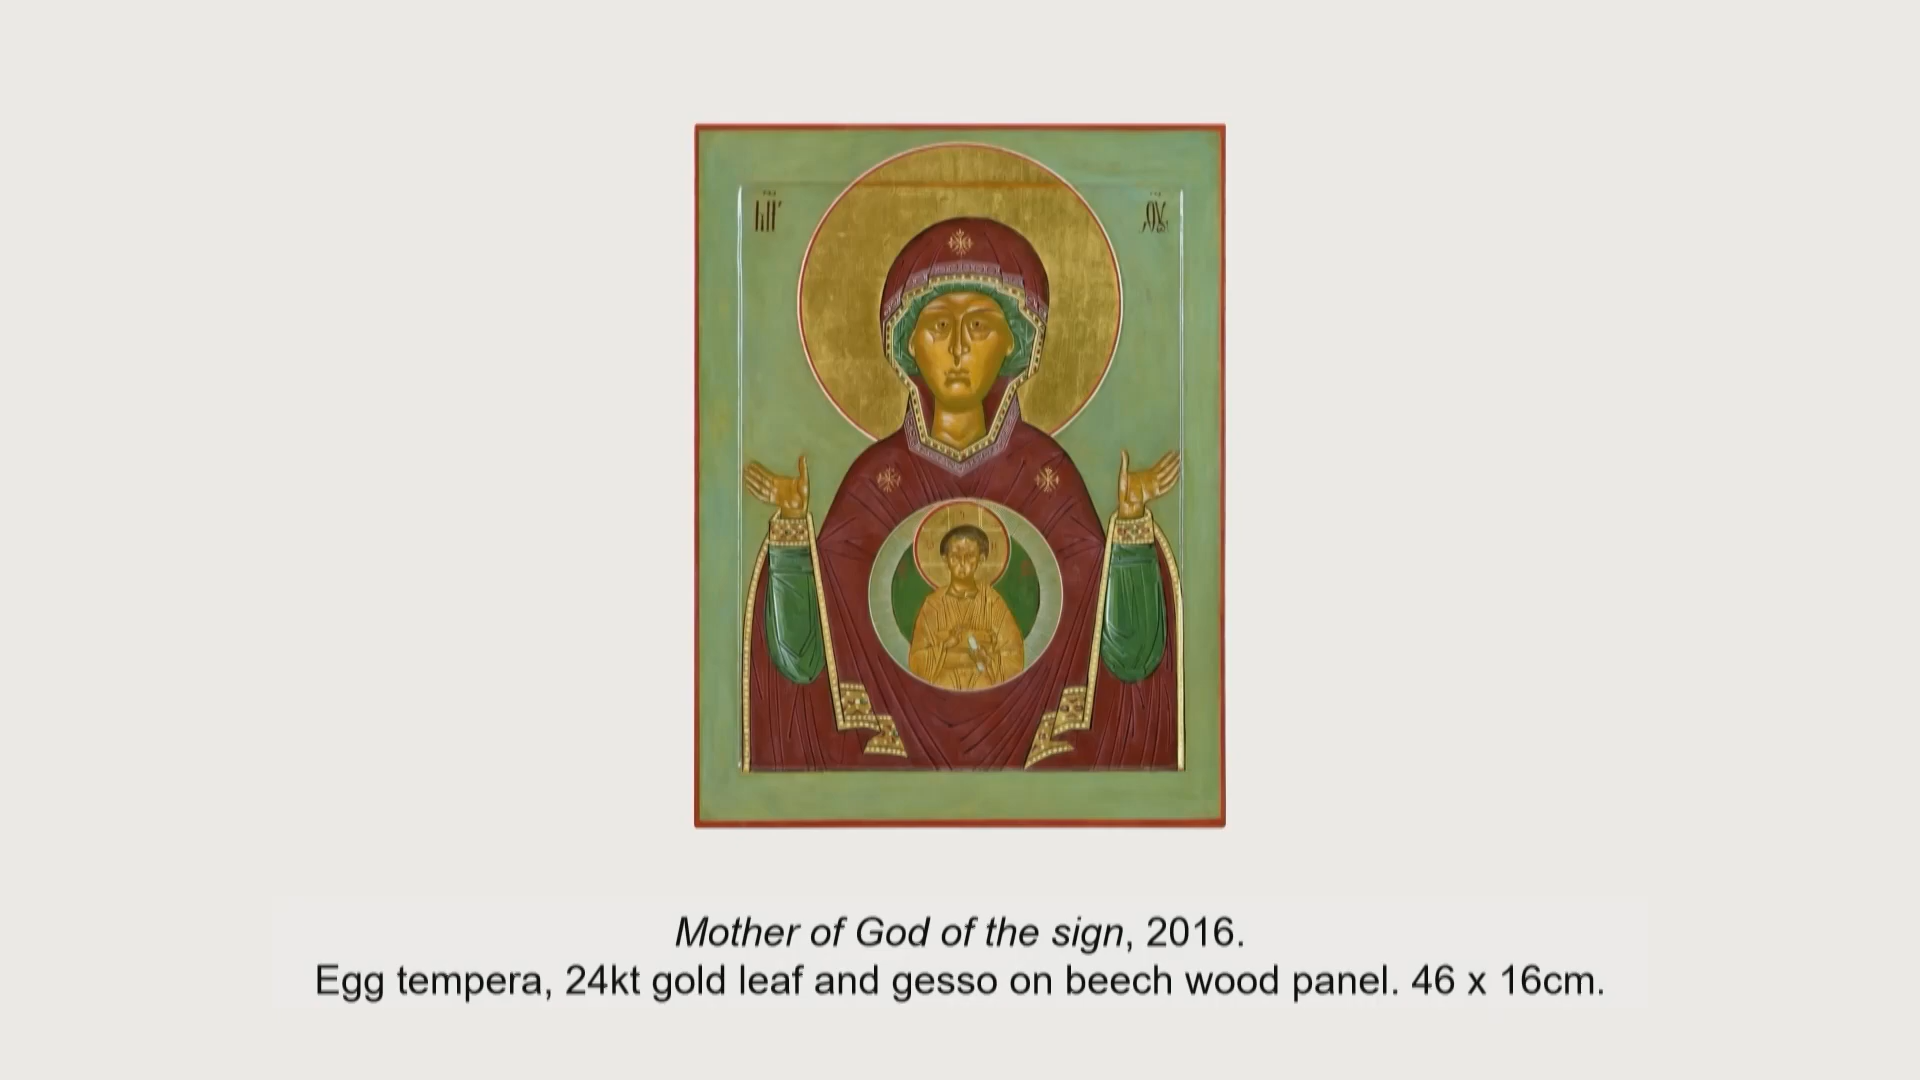 Mother of God of the sign, 2016.
Egg tempera, 24kt gold leaf and gesso on beech wood panel. 46 x 16cm.